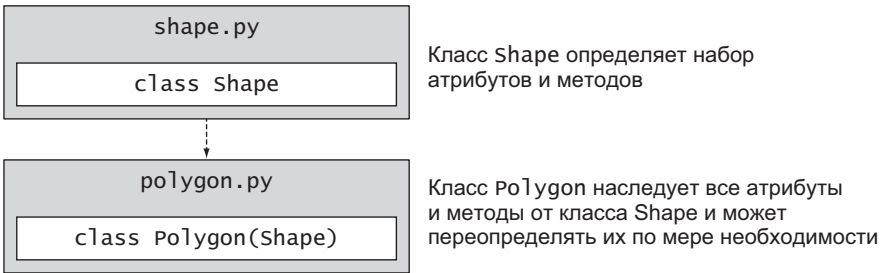 shape.py
class Shape
Класс Shape определяет набор
атрибутов и методов
polygon.py
class Polygon(Shape)
Класс Polygon наследует все атрибуты
и методы от класса Shape и может
переопределять их по мере необходимости